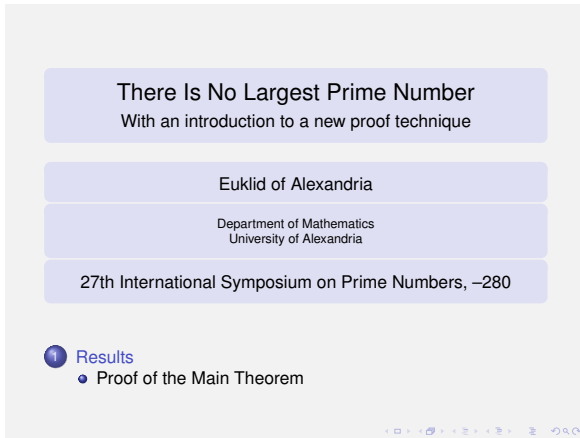 There Is No Largest Prime Number
With an introduction to a new proof technique
Euklid of Alexandria
Department of Mathematics
University of Alexandria
27th International Symposium on Prime Numbers, –280
1 Results
Proof of the Main Theorem